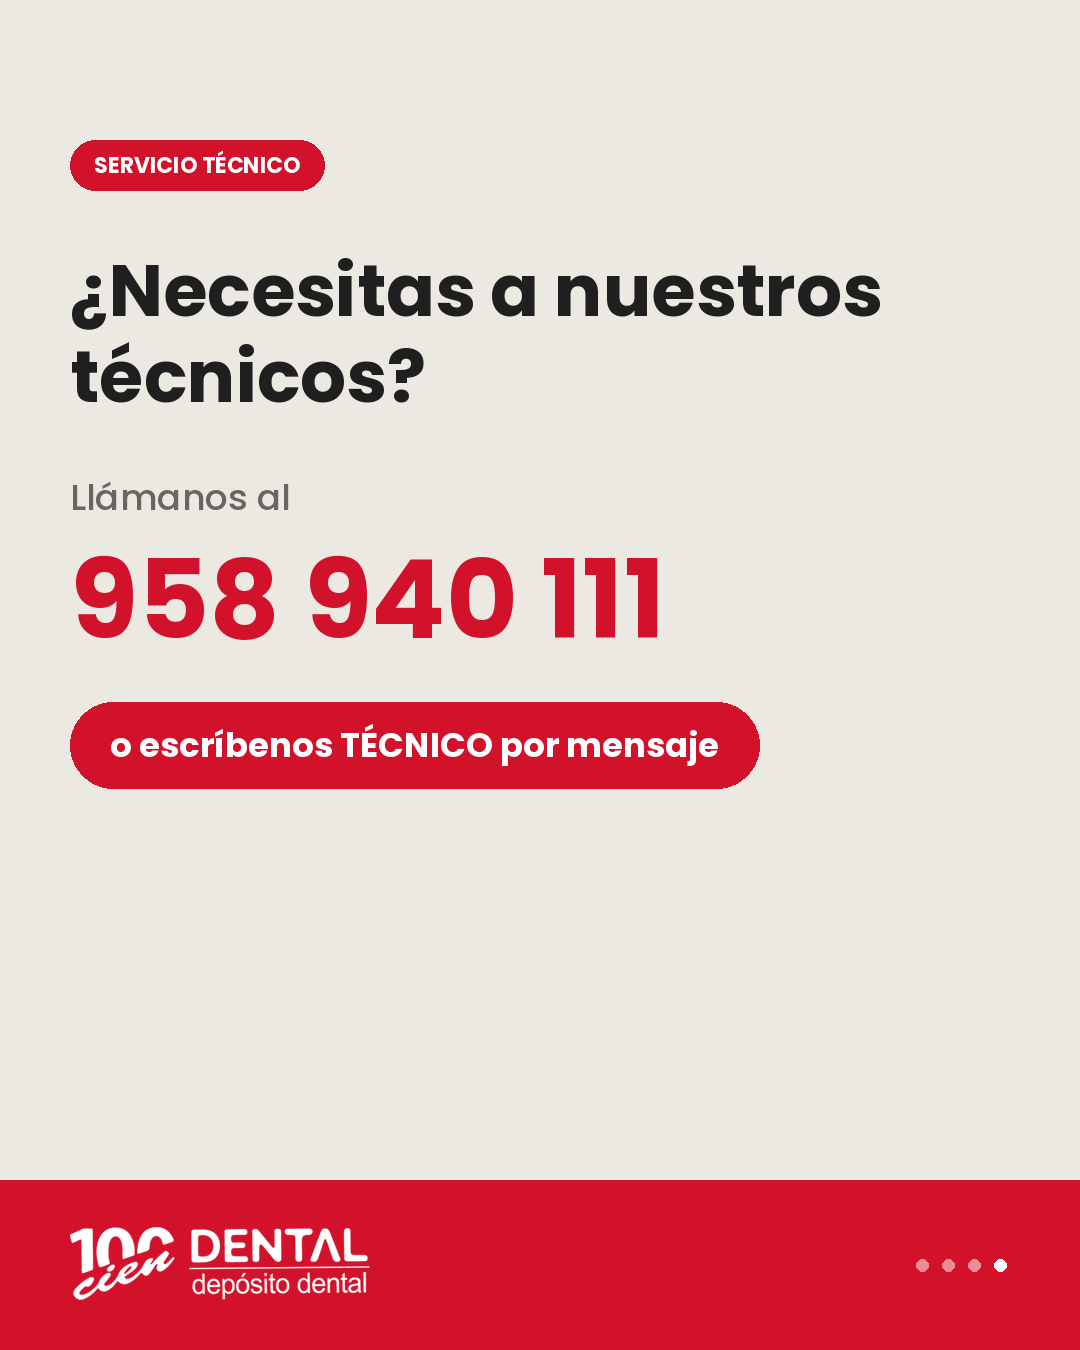 SERVICIO TÉCNICO
¿Necesitas a nuestros
técnicos?
Llámanos al
958 940 111
o escríbenos TÉCNICO por mensaje
100 DENTAL
cien depósito dental